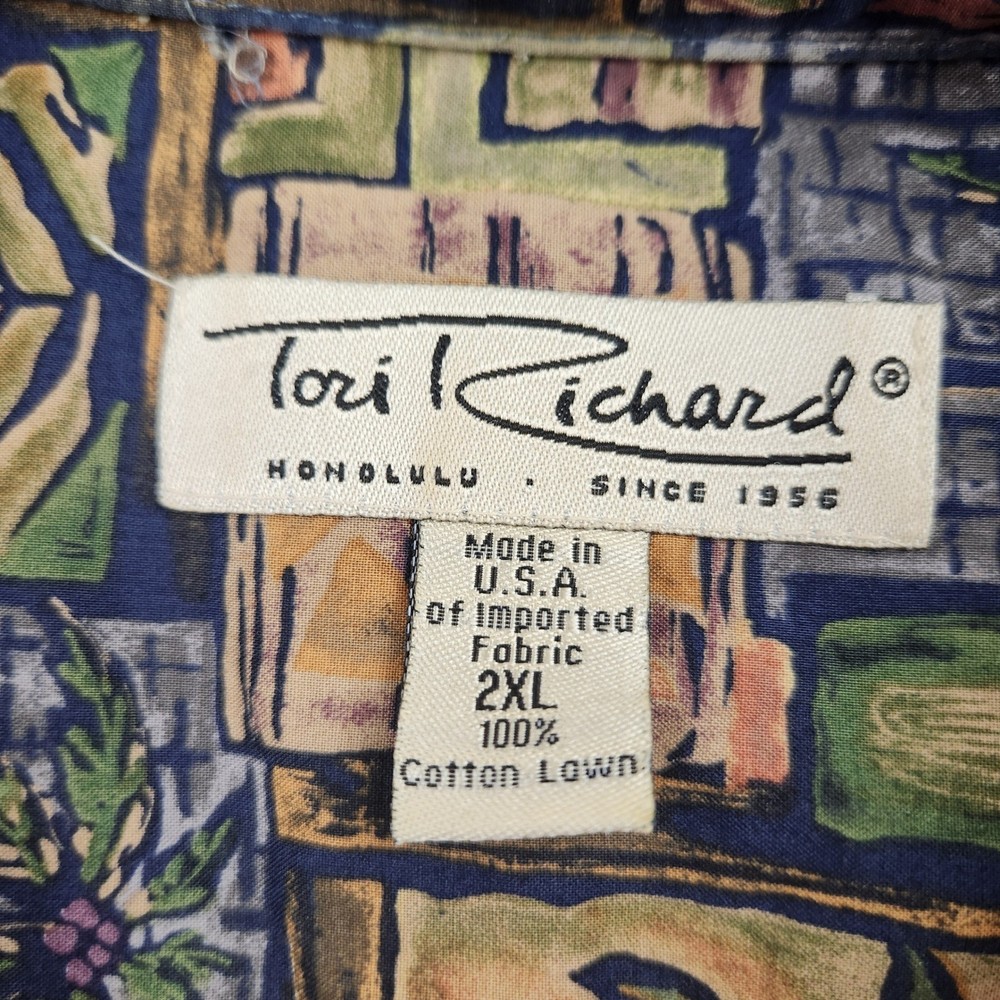 Tori Richard®
HONOLULU · SINCE 1956
Made in
U.S.A.
of Imported
Fabric
2XL
100%
Cotton Lawn